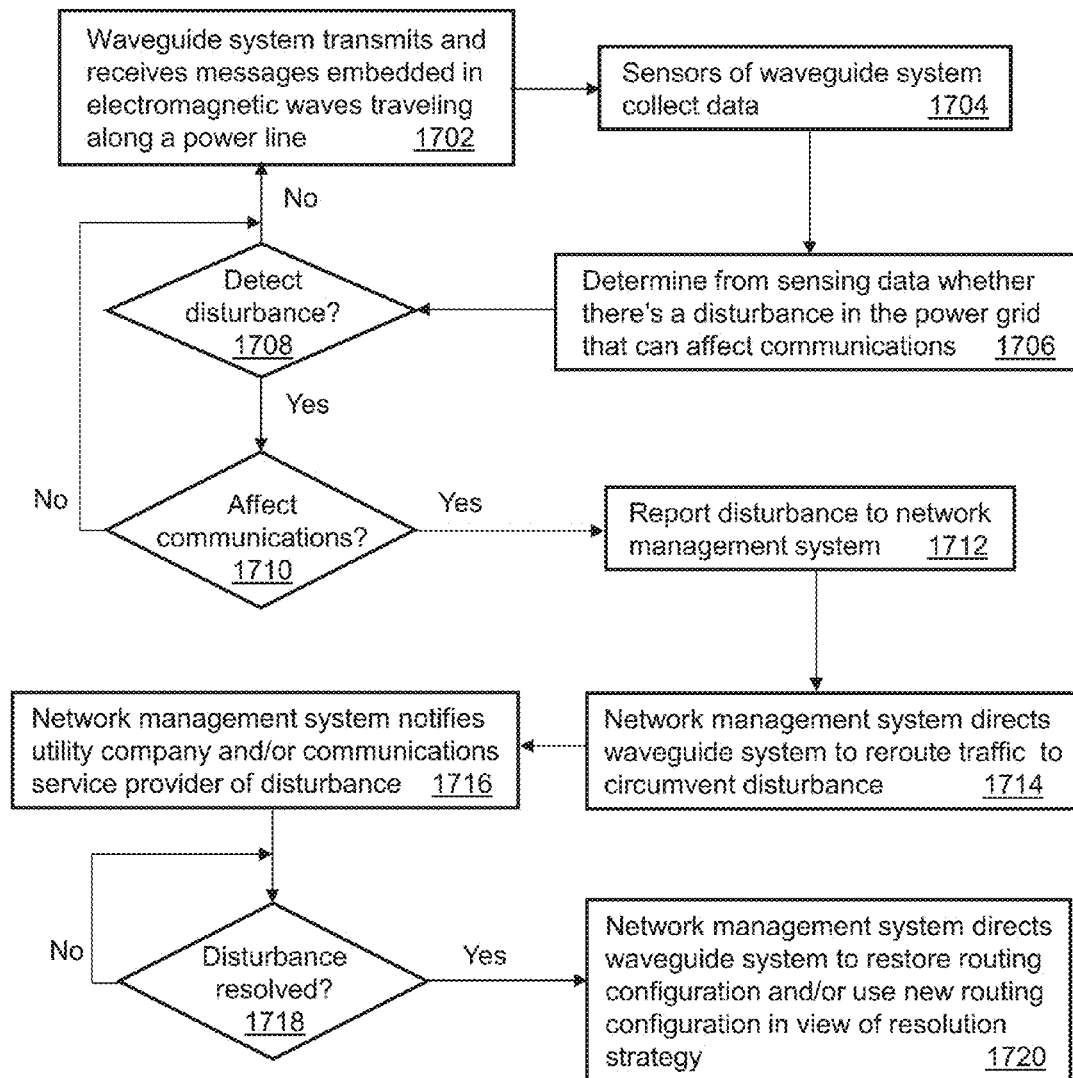 Waveguide system transmits and
receives messages embedded in
electromagnetic waves traveling
along a power line 1702
Sensors of waveguide system
collect data 1704
No
Detect
disturbance?
1708
Determine from sensing data whether
there's a disturbance in the power grid
that can affect communications 1706
Yes
No
Affect
communications?
1710
Yes
Report disturbance to network
management system 1712
Network management system notifies
utility company and/or communications
service provider of disturbance 1716
Network management system directs
waveguide system to reroute traffic to
circumvent disturbance 1714
No
Disturbance
resolved?
1718
Yes
Network management system directs
waveguide system to restore routing
configuration and/or use new routing
configuration in view of resolution
strategy 1720